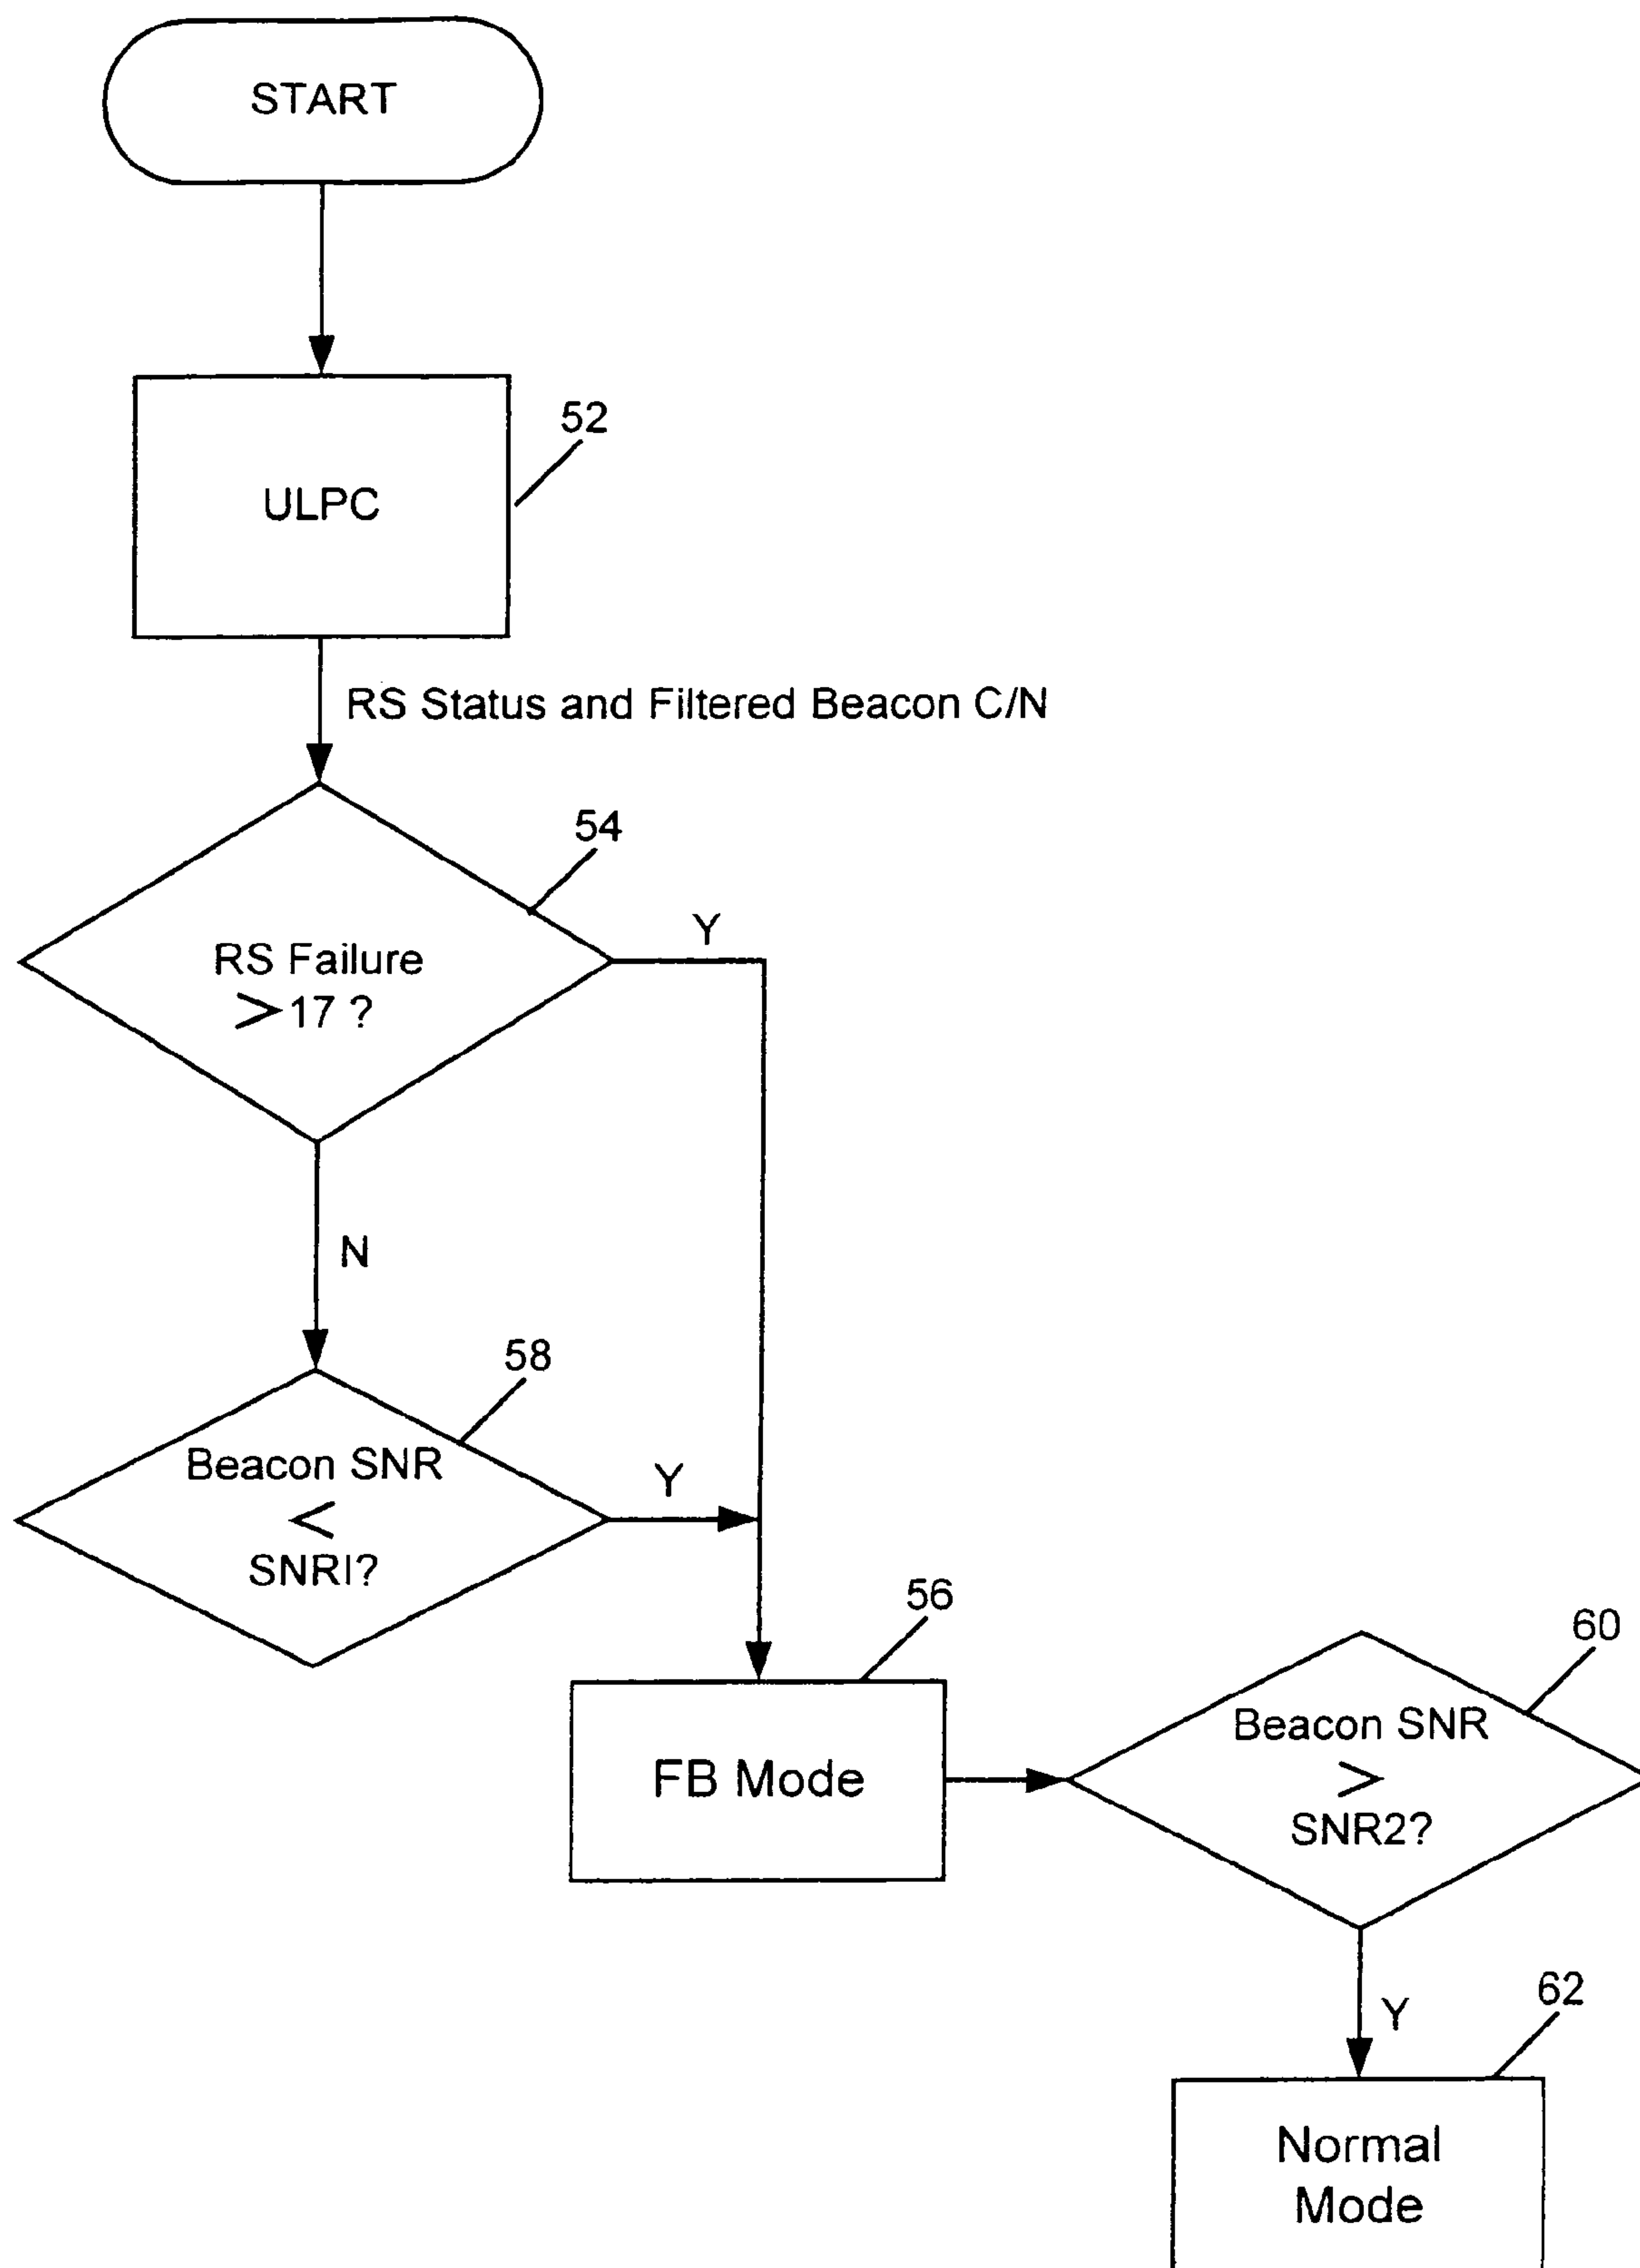 START
52
ULPC
RS Status and Filtered Beacon C/N
54
Y
RS Failure
>17 ?
N
58
Beacon SNR
<
SNRI?
Y
56
FB Mode
60
Beacon SNR
>
SNR2?
Y
62
Normal
Mode